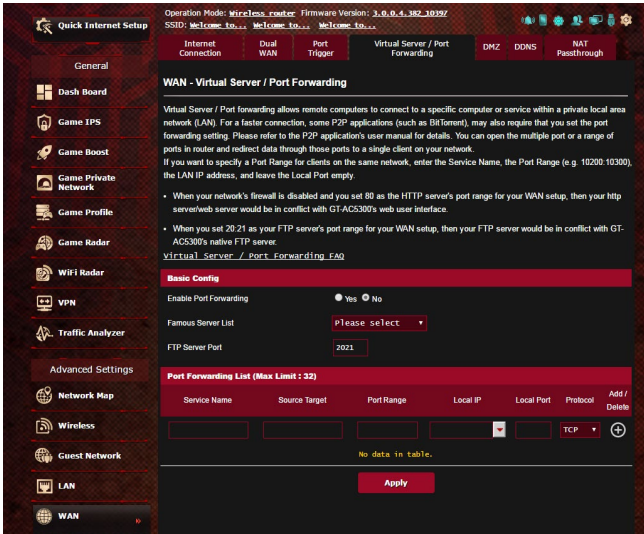 Quick Internet Setup
Operation Mode: Wireless router Firmware Version: 3.0.0.4.382_10397
SSID: Welcome to... Welcome to... Welcome to...
Internet Connection
Dual WAN
Port Trigger
Virtual Server / Port Forwarding
DMZ
DDNS
NAT Passthrough
General
Dash Board
Game IPS
Game Boost
Game Private Network
Game Profile
Game Radar
WiFi Radar
VPN
Traffic Analyzer
Advanced Settings
Network Map
Wireless
Guest Network
LAN
WAN
WAN - Virtual Server / Port Forwarding
Virtual Server / Port forwarding allows remote computers to connect to a specific computer or service within a private local area
network (LAN). For a faster connection, some P2P applications (such as BitTorrent), may also require that you set the port
forwarding setting. Please refer to the P2P application's user manual for details. You can open the multiple port or a range of
ports in router and redirect data through those ports to a single client on your network.
If you want to specify a Port Range for clients on the same network, enter the Service Name, the Port Range (e.g. 10200:10300),
the LAN IP address, and leave the Local Port empty.
• When your network's firewall is disabled and you set 80 as the HTTP server's port range for your WAN setup, then your http
server/web server would be in conflict with GT-AC5300's web user interface.
• When you set 20:21 as your FTP server's port range for your WAN setup, then your FTP server would be in conflict with GT-
AC5300's native FTP server.
Virtual Server / Port Forwarding FAQ
Basic Config
Enable Port Forwarding Yes No
Famous Server List Please select
FTP Server Port 2021
Port Forwarding List (Max Limit : 32)
Service Name Source Target Port Range Local IP Local Port Protocol Add / Delete
TCP
No data in table.
Apply